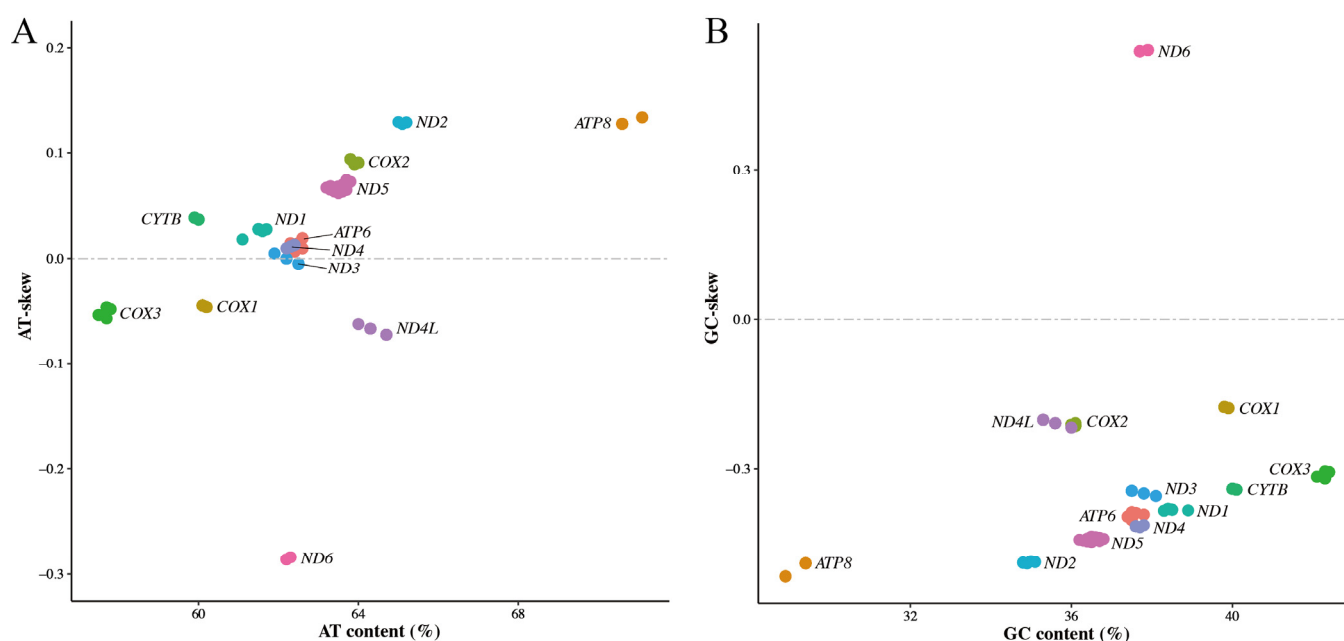 A
0.2
0.1
0.0
−0.1
−0.2
−0.3
AT-skew
ND2
ATP8
COX2
ND5
CYTB
ND1
ATP6
ND4
ND3
COX3
COX1
ND4L
ND6
60
64
68
AT content (%)
B
0.3
0.0
−0.3
GC-skew
ND6
ND4L
COX2
COX1
COX3
ND3
CYTB
ATP6
ND1
ND4
ND5
ATP8
ND2
32
36
40
GC content (%)